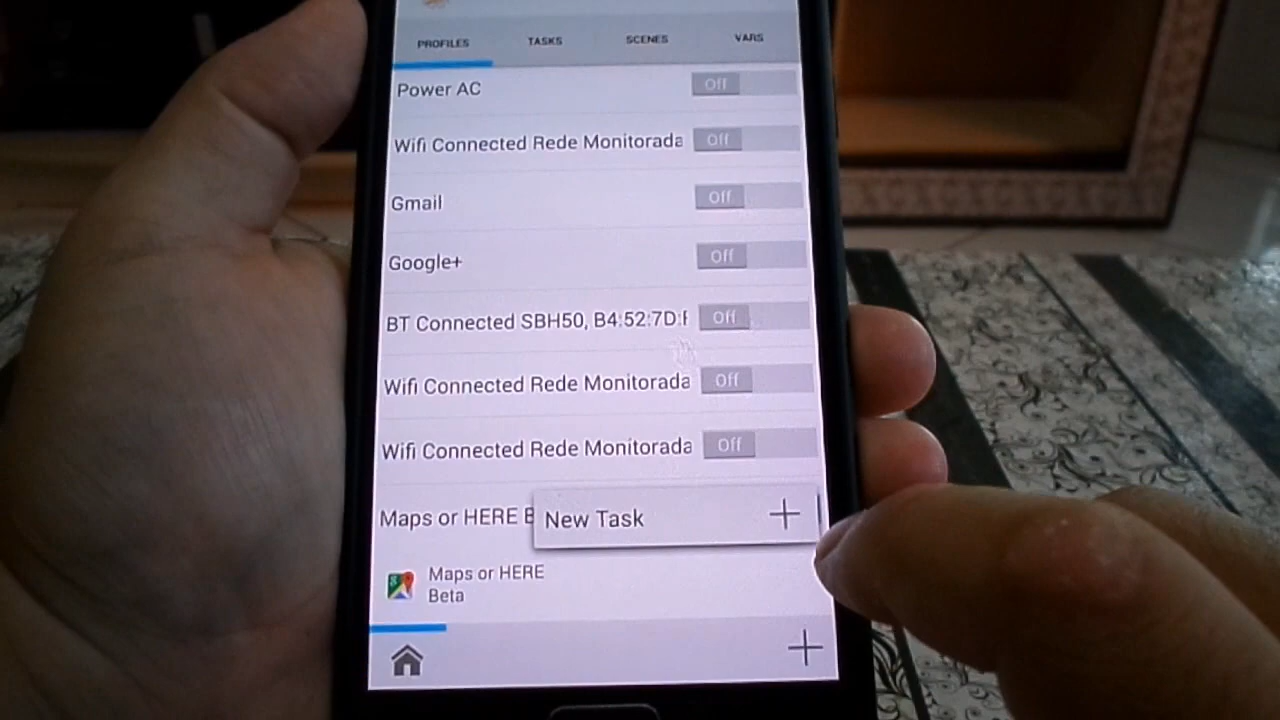 PROFILES TASKS SCENES VARS
Power AC Off
Wifi Connected Rede Monitorada Off
Gmail Off
Google+ Off
BT Connected SBH50, B4:52:7D: Off
Wifi Connected Rede Monitorada Off
Wifi Connected Rede Monitorada Off
Maps or HERE New Task
Maps or HERE
Beta